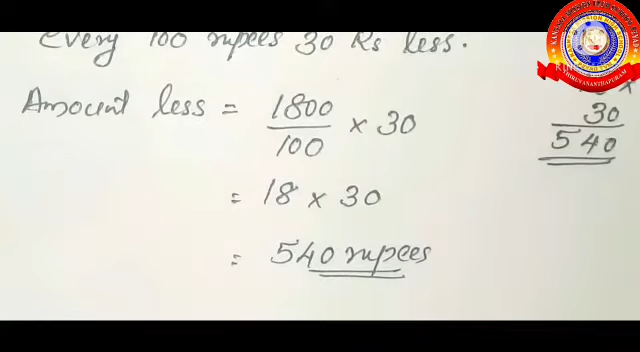 Every 100 rupees 30 Rs less.
Amount less = 1800/100 × 30
= 18 × 30
= 540 rupees
×
30
540
THIRUVANANTHAPURAM